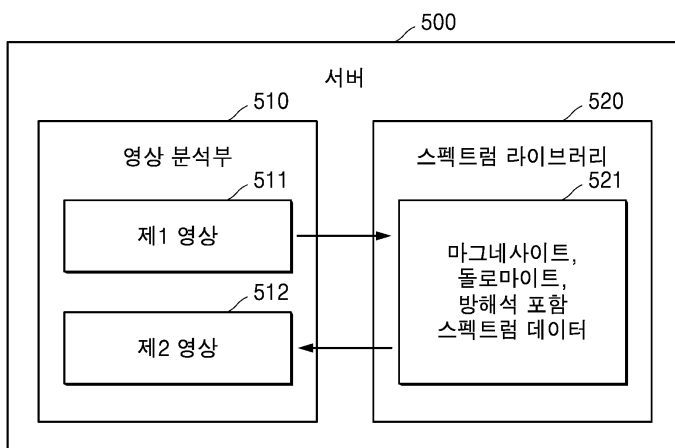 500
서버
510
영상 분석부
511
제1 영상
512
제2 영상
520
스펙트럼 라이브러리
521
마그네사이트,
돌로마이트,
방해석 포함
스펙트럼 데이터